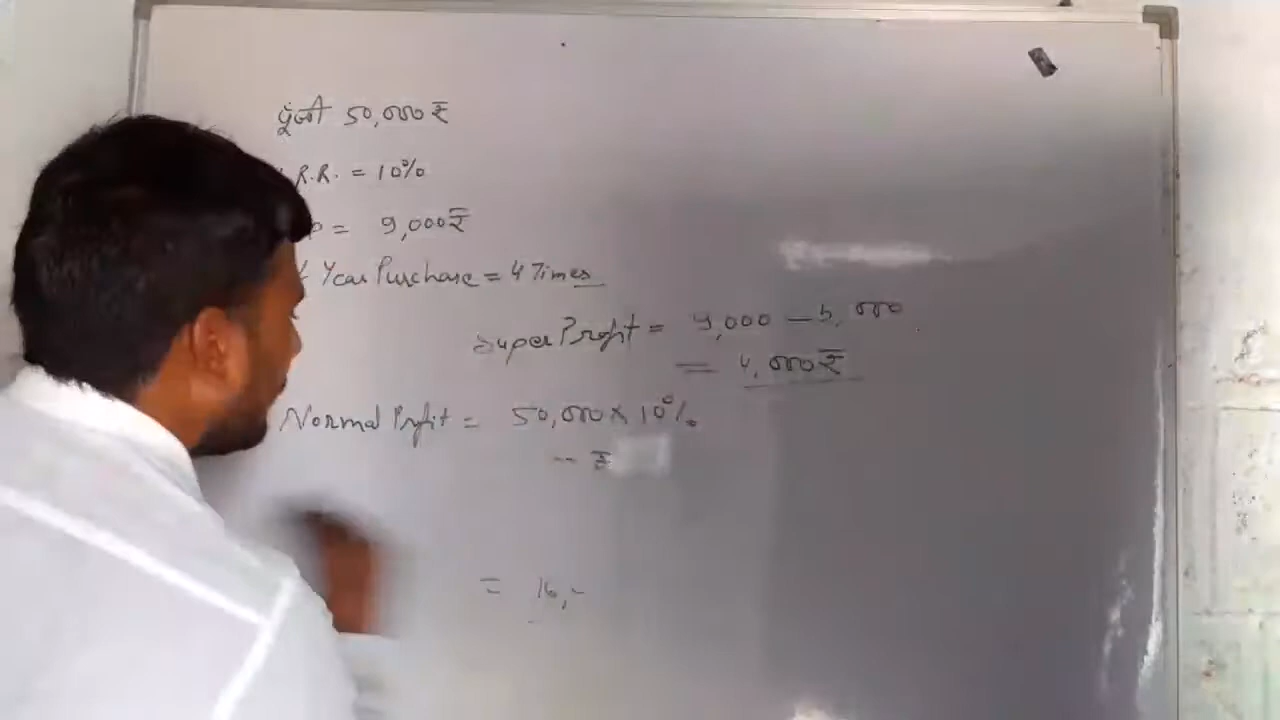 पूंजी 50,000₹
R.R. = 10%
P = 9,000₹
Year Purchase = 4 Times
Super Profit = 9,000 — 5,000
= 4,000₹
Normal Profit = 50,000 × 10%
₹
= 16,